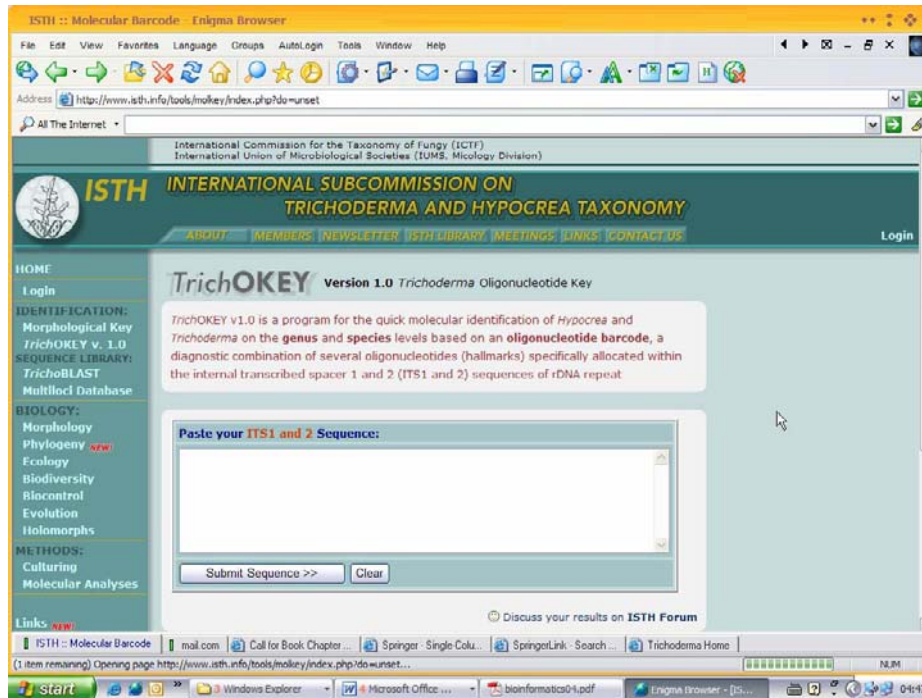 ISTH :: Molecular Barcode - Enigma Browser
File Edit View Favorites Language Groups AutoLogin Tools Window Help
Address http://www.isth.info/tools/molkey/index.php?do=unset
All The Internet
International Commission for the Taxonomy of Fungy (ICTF)
International Union of Microbiological Societies (IUMS, Micology Division)
ISTH
INTERNATIONAL SUBCOMMISSION ON
TRICHODERMA AND HYPOCREA TAXONOMY
ABOUT MEMBERS NEWSLETTER ISTH LIBRARY MEETINGS LINKS CONTACT US
Login
HOME
Login
IDENTIFICATION:
Morphological Key
TrichOKEY v. 1.0
SEQUENCE LIBRARY:
TrichoBLAST
Multiloci Database
BIOLOGY:
Morphology
Phylogeny NEW!
Ecology
Biodiversity
Biocontrol
Evolution
Holomorphs
METHODS:
Culturing
Molecular Analyses
Links NEW!
TrichOKEY Version 1.0 Trichoderma Oligonucleotide Key
TrichOKEY v1.0 is a program for the quick molecular identification of Hypocrea and
Trichoderma on the genus and species levels based on an oligonucleotide barcode, a
diagnostic combination of several oligonucleotides (hallmarks) specifically allocated within
the internal transcribed spacer 1 and 2 (ITS1 and 2) sequences of rDNA repeat
Paste your ITS1 and 2 Sequence:
Submit Sequence >> Clear
Discuss your results on ISTH Forum
ISTH :: Molecular Barcode mail.com Call for Book Chapter ... Springer - Single Colu... SpringerLink - Search ... Trichoderma Home
(1 item remaining) Opening page http://www.isth.info/tools/molkey/index.php?do=unset... NUM
start 3 Windows Explorer 4 Microsoft Office ... bioinformatics04.pdf Enigma Browser - [IS...